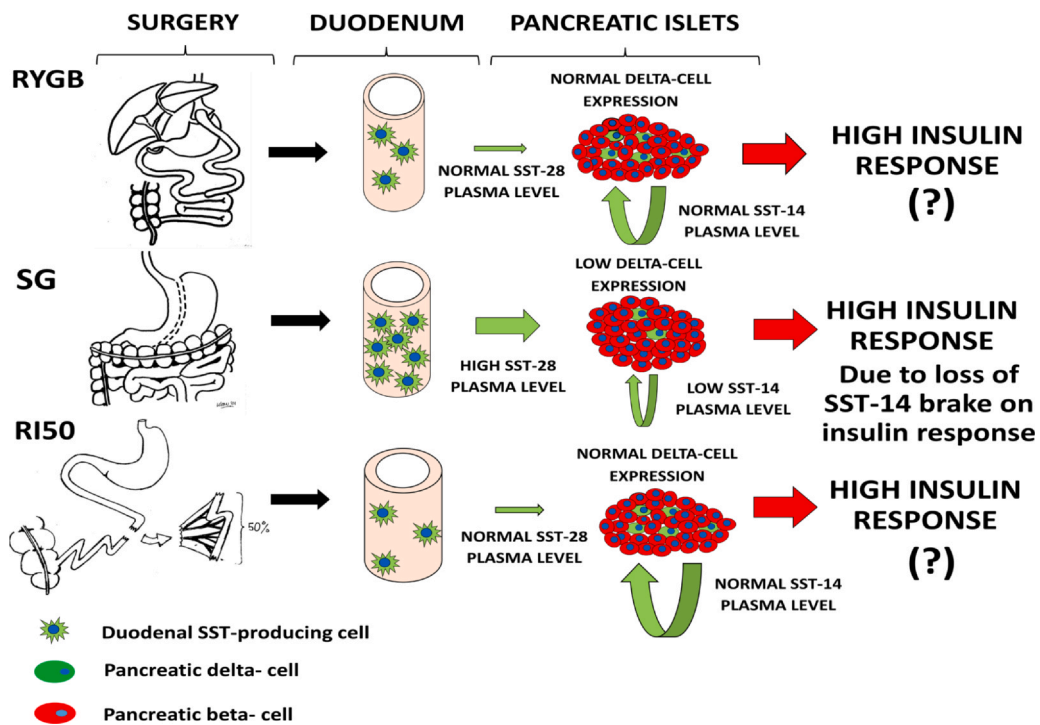 SURGERY
DUODENUM
PANCREATIC ISLETS
RYGB
NORMAL DELTA-CELL
EXPRESSION
NORMAL SST-28
PLASMA LEVEL
NORMAL SST-14
PLASMA LEVEL
HIGH INSULIN
RESPONSE
(?)
SG
LOW DELTA-CELL
EXPRESSION
HIGH SST-28
PLASMA LEVEL
LOW SST-14
PLASMA LEVEL
HIGH INSULIN
RESPONSE
Due to loss of
SST-14 brake on
insulin response
RI50
50%
NORMAL DELTA-CELL
EXPRESSION
NORMAL SST-28
PLASMA LEVEL
NORMAL SST-14
PLASMA LEVEL
HIGH INSULIN
RESPONSE
(?)
Duodenal SST-producing cell
Pancreatic delta- cell
Pancreatic beta- cell